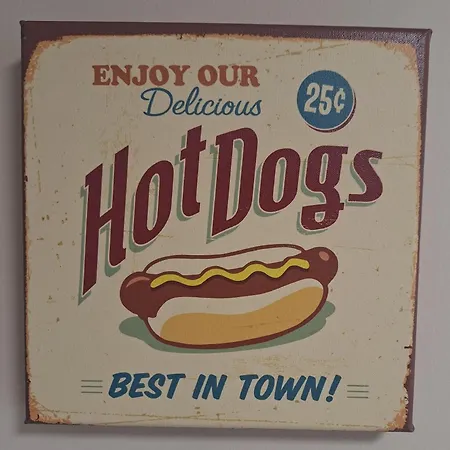 ENJOY OUR
Delicious
25¢
Hot Dogs
BEST IN TOWN!